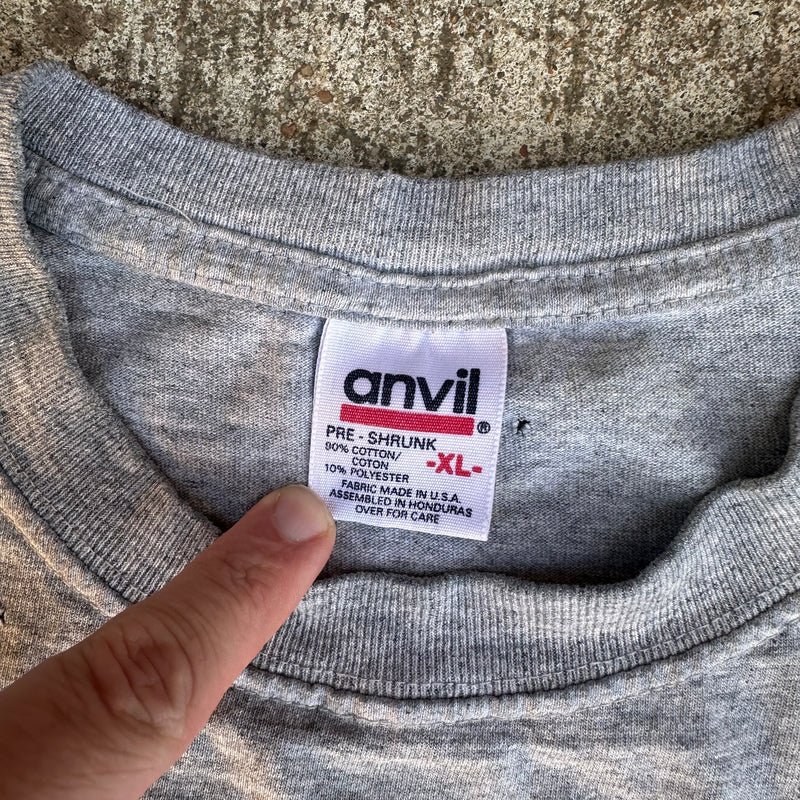 anvil®
PRE - SHRUNK
90% COTTON/
COTON
10% POLYESTER
-XL-
FABRIC MADE IN U.S.A.
ASSEMBLED IN HONDURAS
OVER FOR CARE